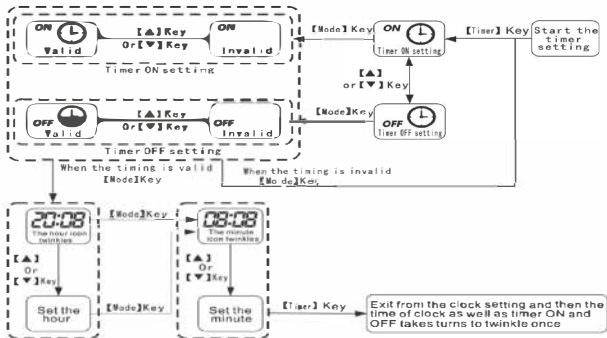 ON
Valid
【▲】Key
Or【▼】Key
ON
Invalid
Timer ON setting
【Mode】Key
ON
Timer ON setting
【Timer】Key
Start the
timer
setting
【▲】
or【▼】Key
OFF
Valid
【▲】Key
Or【▼】Key
OFF
Invalid
Timer OFF setting
【Mode】Key
OFF
Timer OFF setting
When the timing is valid
【Mode】Key
When the timing is invalid
【Mode】Key
20:08
The hour icon
twinkles
【Mode】Key
08:08
The minute
icon twinkles
【▲】
Or
【▼】Key
【▲】
Or
【▼】Key
Set the
hour
【Mode】Key
Set the
minute
【Timer】Key
Exit from the clock setting and then the
time of clock as well as timer ON and
OFF takes turns to twinkle once